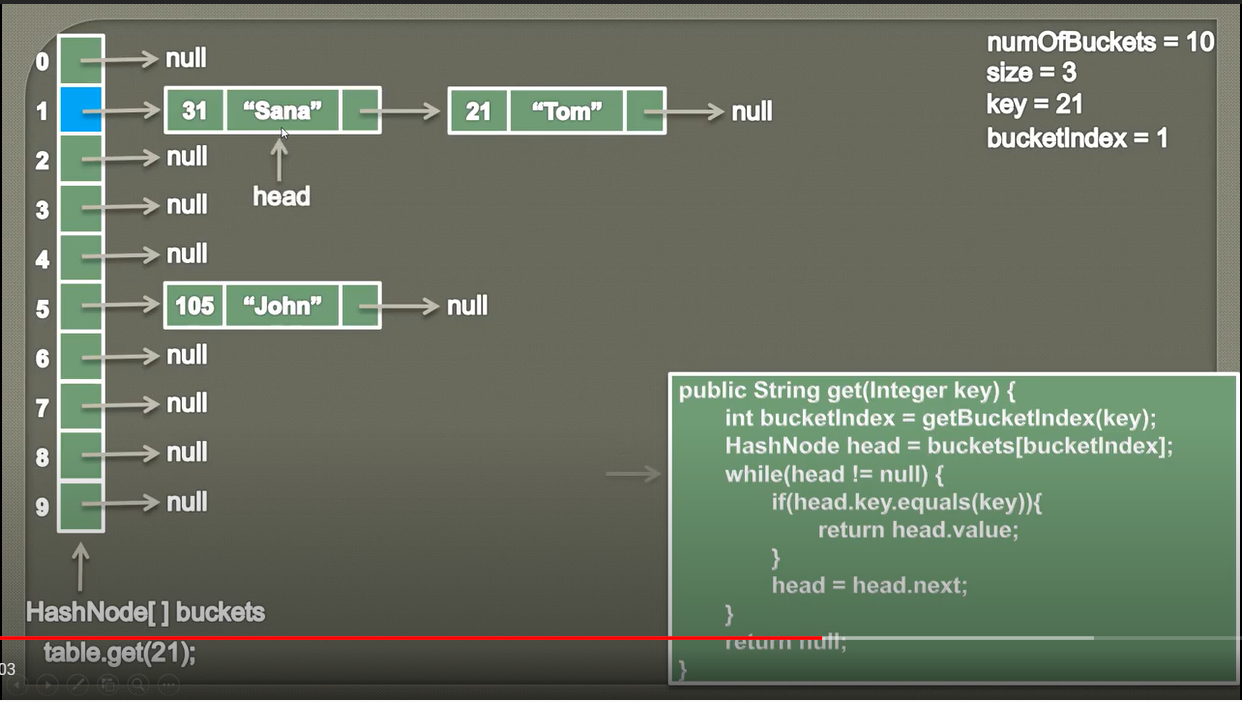 numOfBuckets = 10
size = 3
key = 21
bucketIndex = 1
0 null
1 31 “Sana” 21 “Tom” null
2 null
head
3 null
4 null
5 105 “John” null
6 null
7 null
8 null
9 null
HashNode[ ] buckets
table.get(21);
03
public String get(Integer key) {
int bucketIndex = getBucketIndex(key);
HashNode head = buckets[bucketIndex];
while(head != null) {
if(head.key.equals(key)){
return head.value;
}
head = head.next;
}
return null;
}